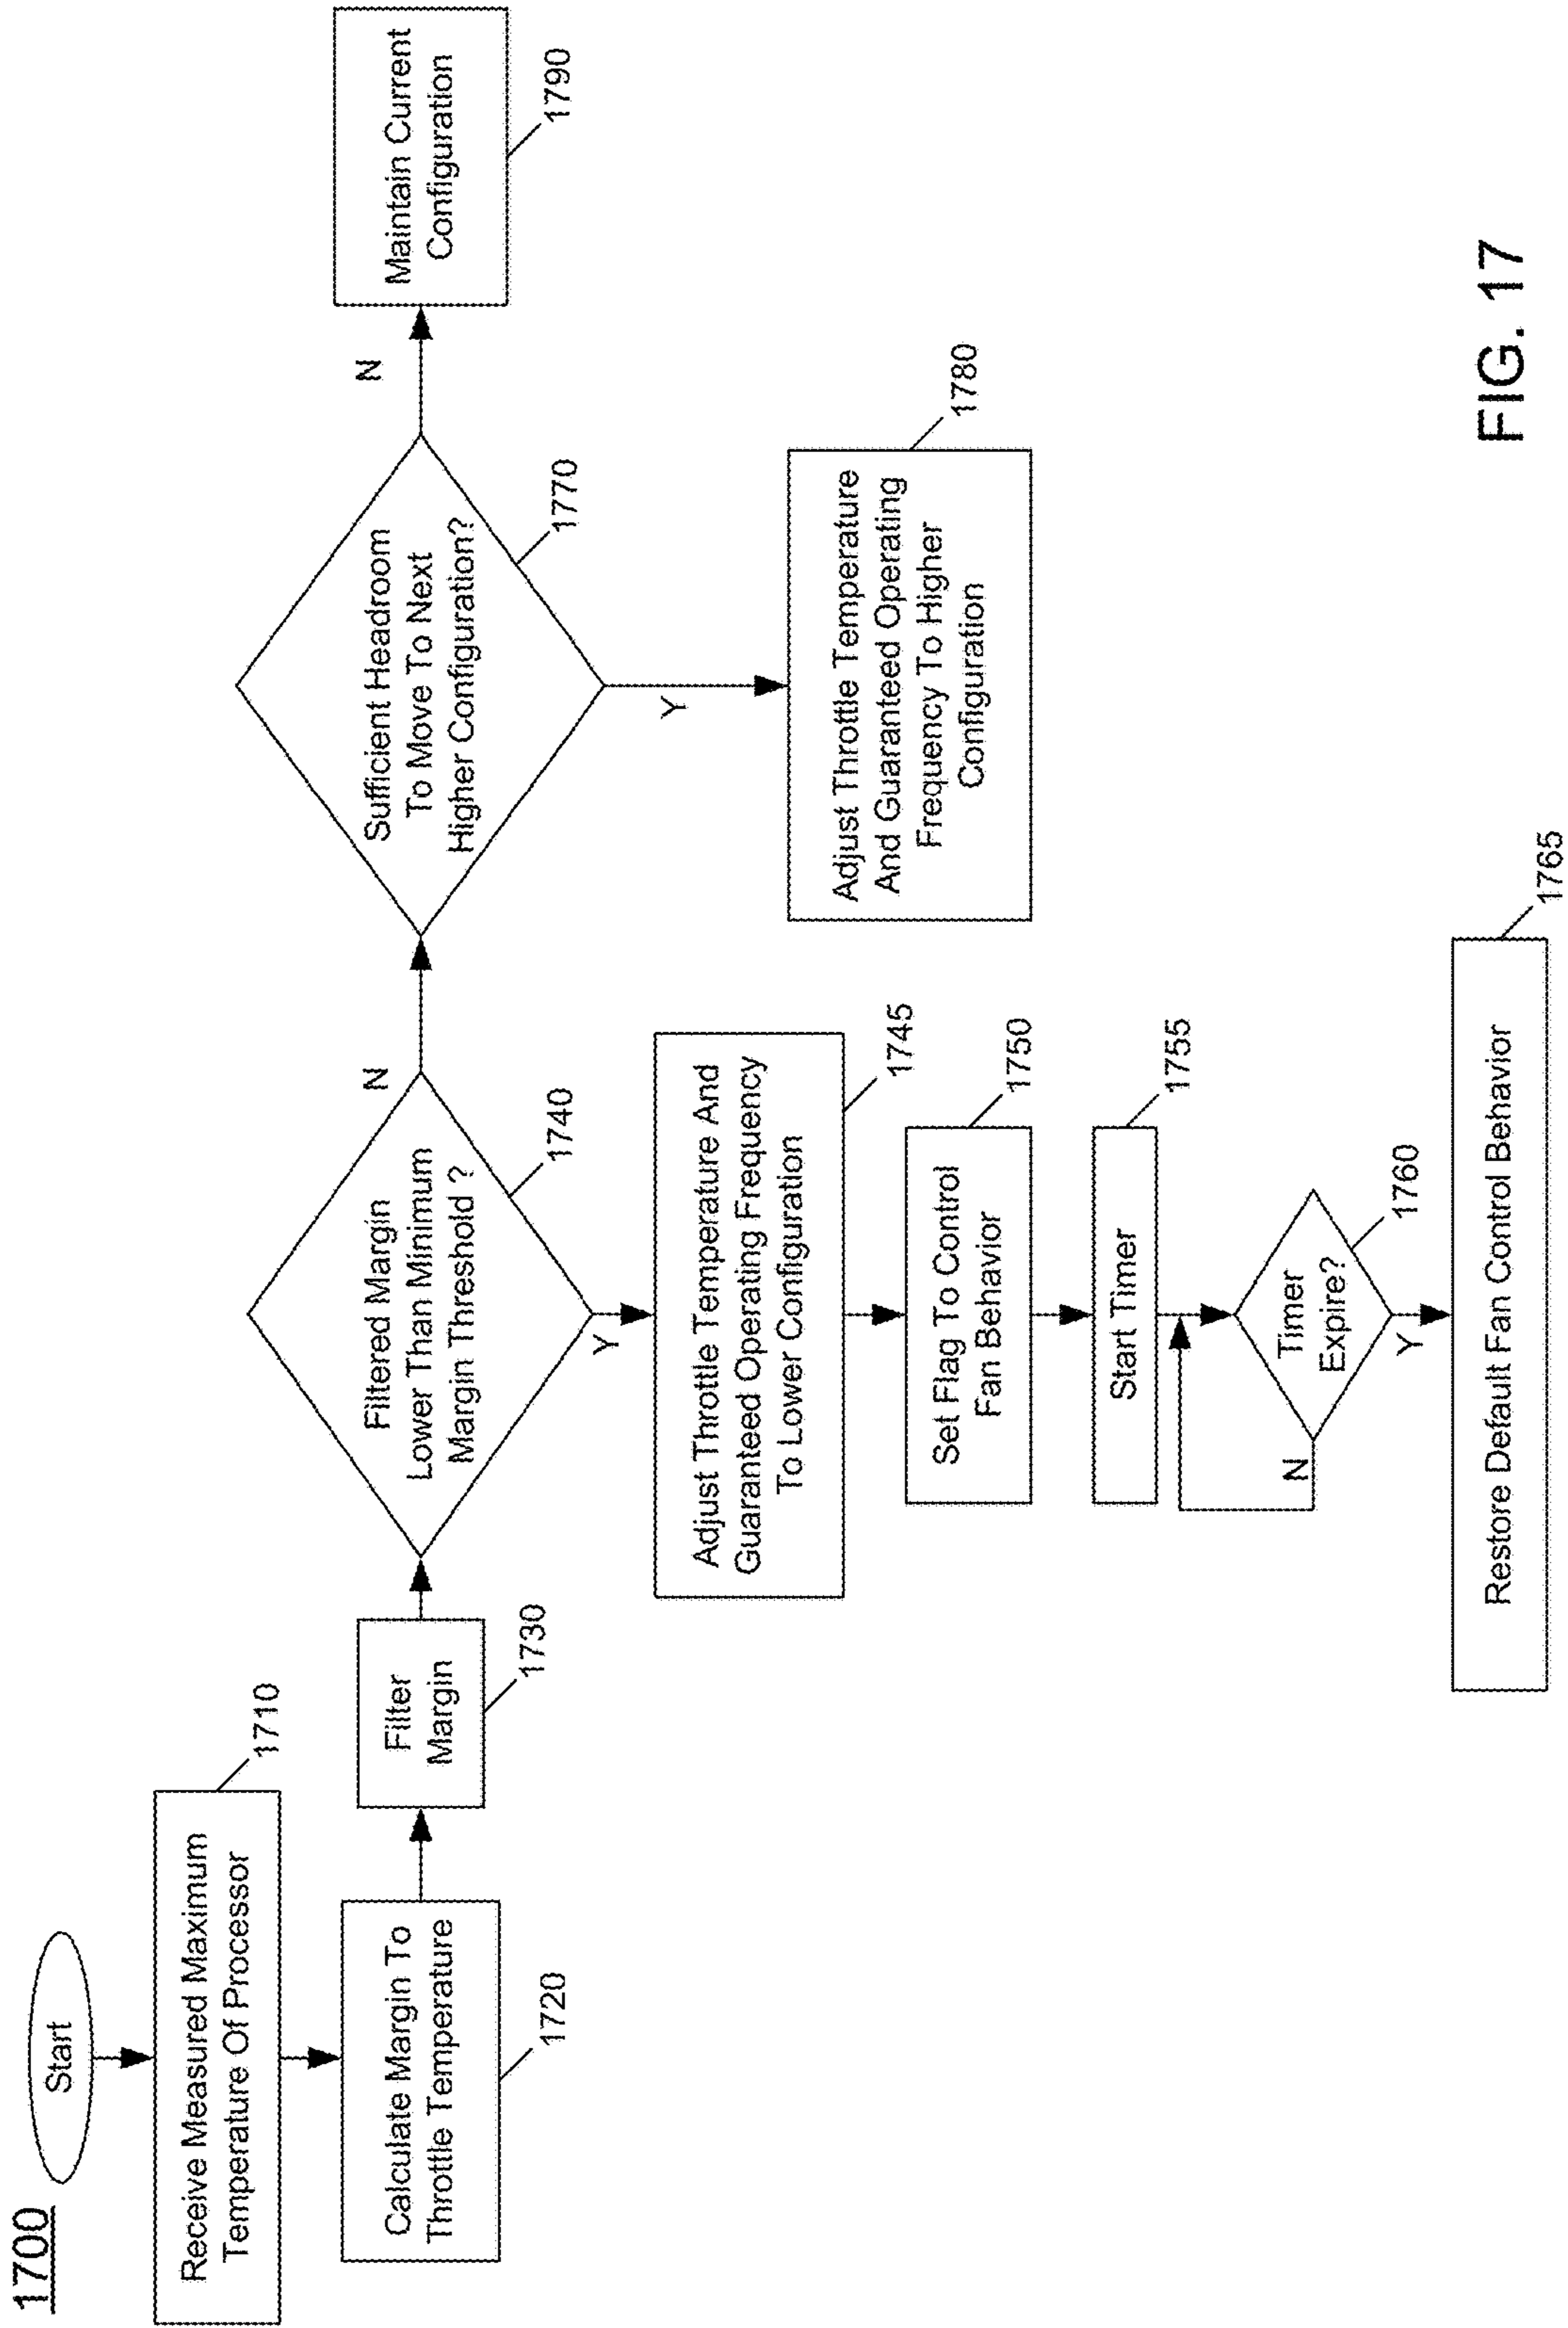 1700
Start
Receive Measured Maximum
Temperature Of Processor
1710
Calculate Margin To
Throttle Temperature
1720
Filter
Margin
1730
Filtered Margin
Lower Than Minimum
Margin Threshold ?
1740
N
Y
Adjust Throttle Temperature And
Guaranteed Operating Frequency
To Lower Configuration
1745
Set Flag To Control
Fan Behavior
1750
Start Timer
1755
Timer
Expire?
1760
N
Y
Restore Default Fan Control Behavior
1765
Sufficient Headroom
To Move To Next
Higher Configuration?
1770
N
Y
Adjust Throttle Temperature
And Guaranteed Operating
Frequency To Higher
Configuration
1780
Maintain Current
Configuration
1790
FIG. 17